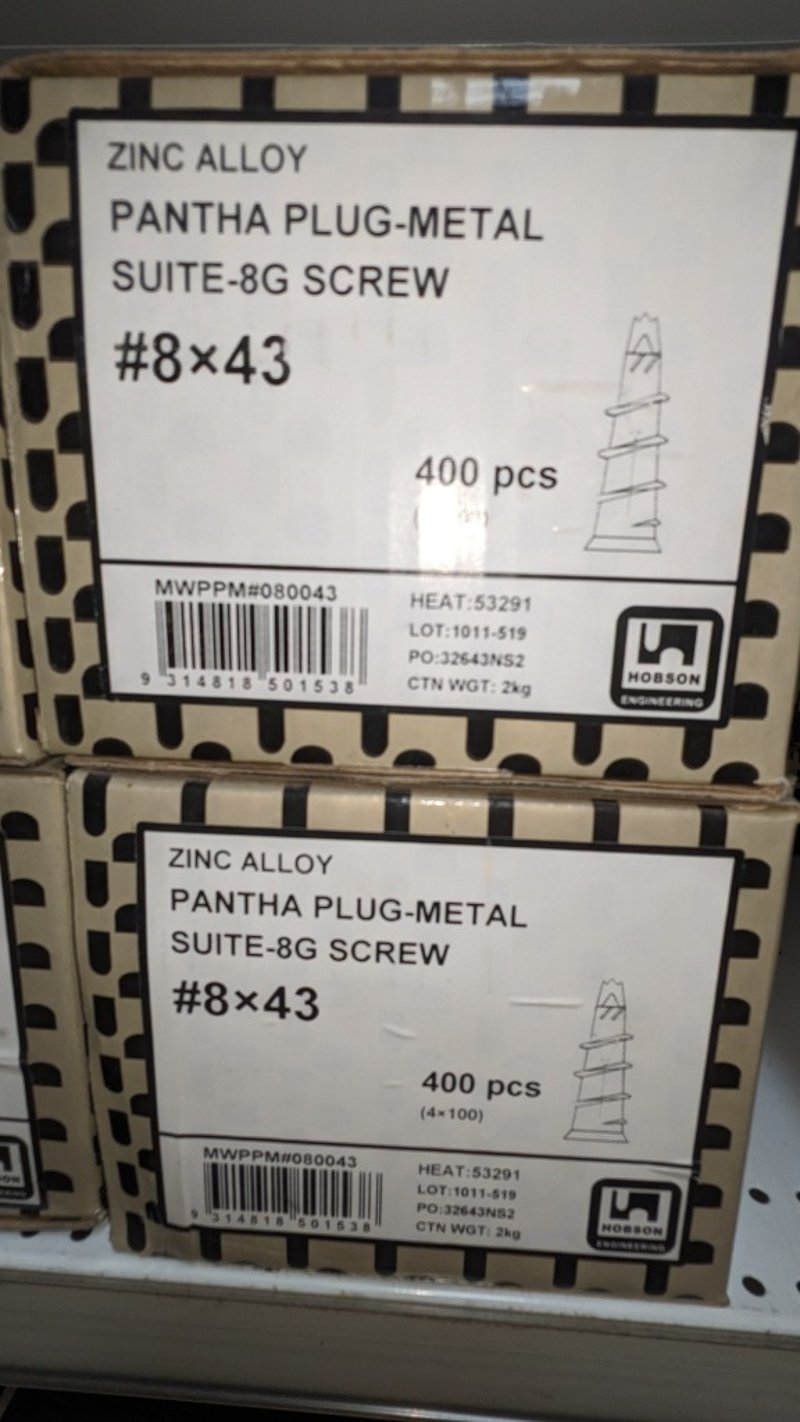 ZINC ALLOY
PANTHA PLUG-METAL
SUITE-8G SCREW
#8×43
400 pcs
MWPPM#080043
9 314818 501538
HEAT:53291
LOT:1011-519
PO:32643NS2
CTN WGT: 2kg
HOBSON
ENGINEERING
ZINC ALLOY
PANTHA PLUG-METAL
SUITE-8G SCREW
#8×43
400 pcs
(4×100)
MWPPM#080043
9 314818 501538
HEAT:53291
LOT:1011-519
PO:32643NS2
CTN WGT: 2kg
HOBSON
ENGINEERING